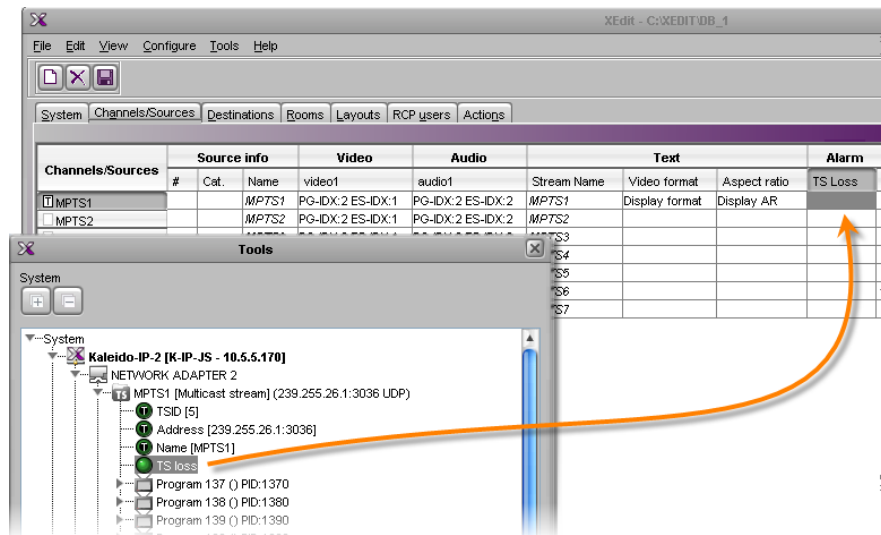 XEdit - C:\XEDIT\DB_1
File Edit View Configure Tools Help
System Channels/Sources Destinations Rooms Layouts RCP users Actions
Channels/Sources Source info Video Audio Text Alarm
# Cat. Name video1 audio1 Stream Name Video format Aspect ratio TS Loss
T MPTS1 MPTS1 PG-IDX:2 ES-IDX:1 PG-IDX:2 ES-IDX:2 MPTS1 Display format Display AR
MPTS2 MPTS2 PG-IDX:2 ES-IDX:1 PG-IDX:2 ES-IDX:2 MPTS2
Tools
System
System
Kaleido-IP-2 [K-IP-JS - 10.5.5.170]
NETWORK ADAPTER 2
TS MPTS1 [Multicast stream] (239.255.26.1:3036 UDP)
T TSID [5]
T Address [239.255.26.1:3036]
T Name [MPTS1]
TS loss
Program 137 () PID:1370
Program 138 () PID:1380
Program 139 () PID:1390